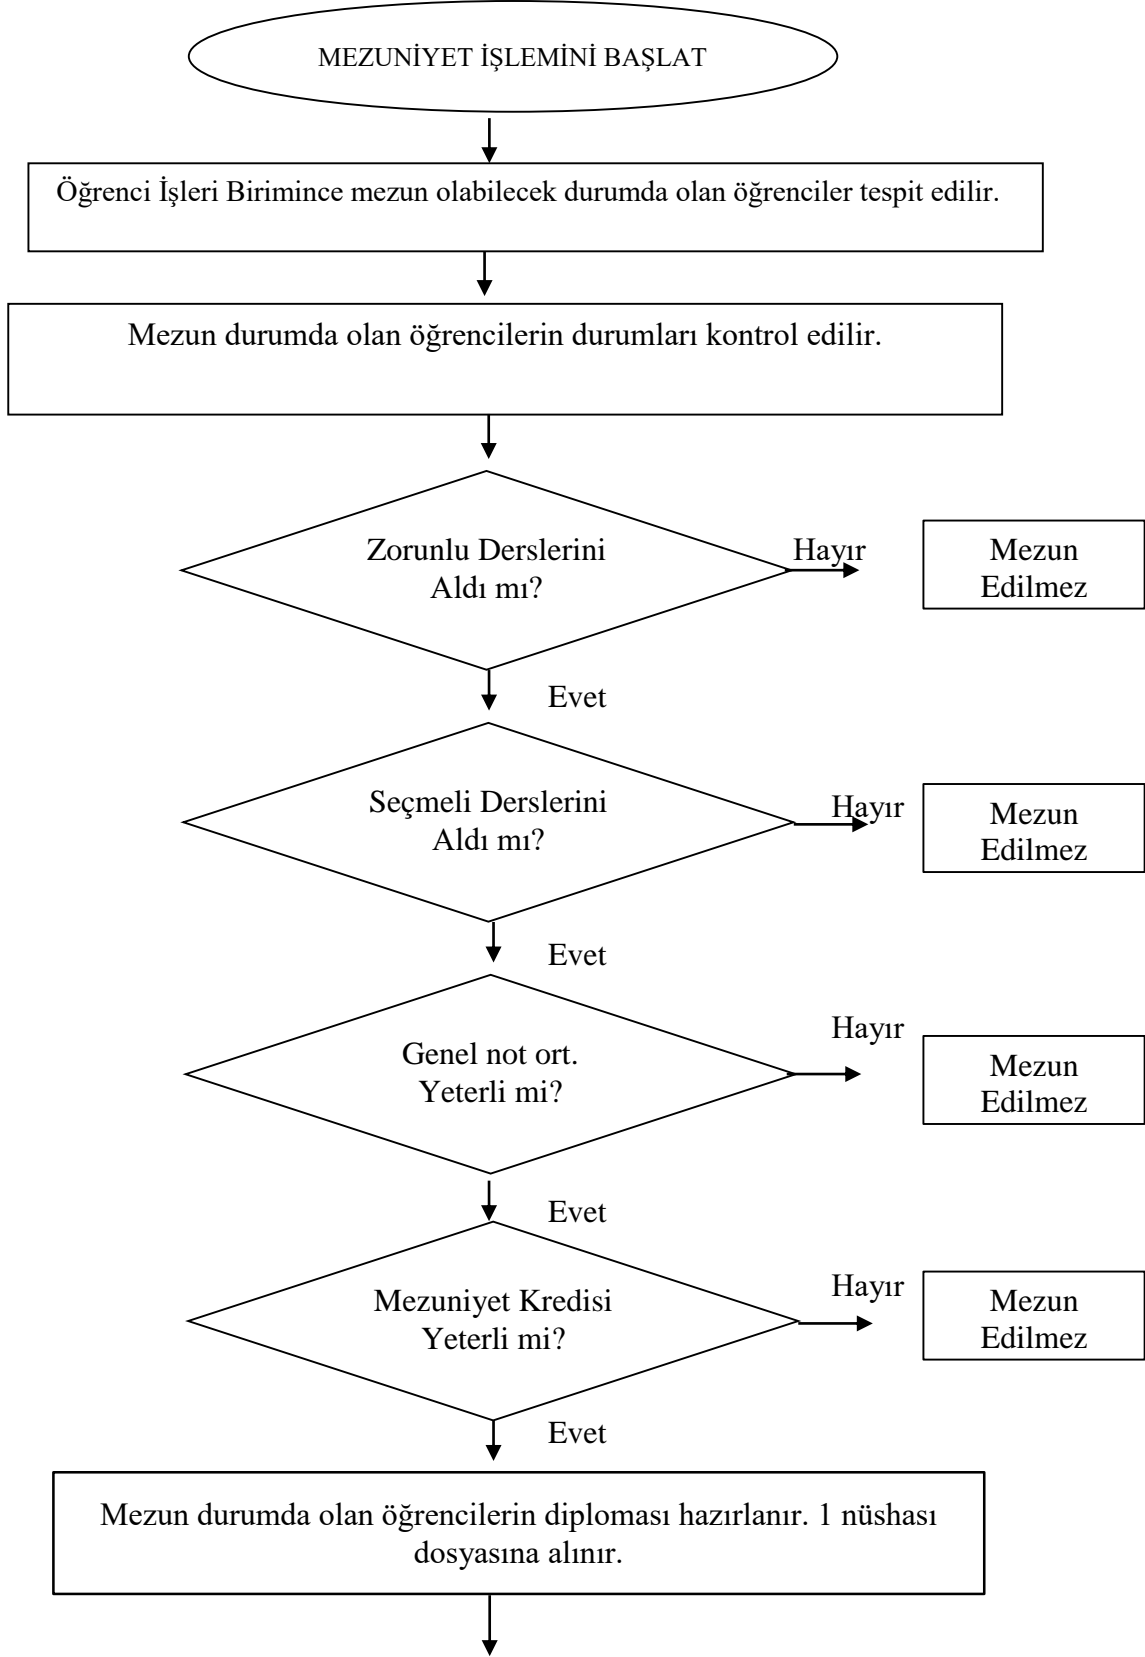 MEZUNİYET İŞLEMİNİ BAŞLAT
Öğrenci İşleri Birimince mezun olabilecek durumda olan öğrenciler tespit edilir.
Mezun durumda olan öğrencilerin durumları kontrol edilir.
Zorunlu Derslerini
Aldı mı?
Hayır
Mezun
Edilmez
Evet
Seçmeli Derslerini
Aldı mı?
Hayır
Mezun
Edilmez
Evet
Genel not ort.
Yeterli mi?
Hayır
Mezun
Edilmez
Evet
Mezuniyet Kredisi
Yeterli mi?
Hayır
Mezun
Edilmez
Evet
Mezun durumda olan öğrencilerin diploması hazırlanır. 1 nüshası
dosyasına alınır.